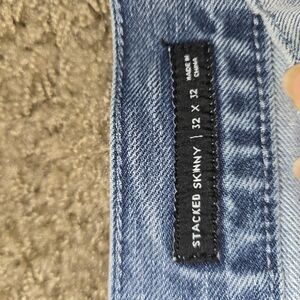 STACKED SKINNY | 32 X 32
MADE IN
CHINA